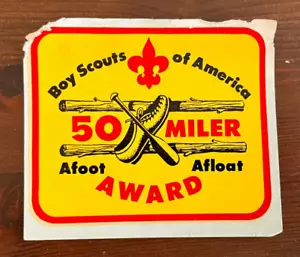 Boy Scouts of America
50 MILER
Afoot Afloat
AWARD